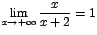 lim_{x→+∞} x/(x+2) = 1